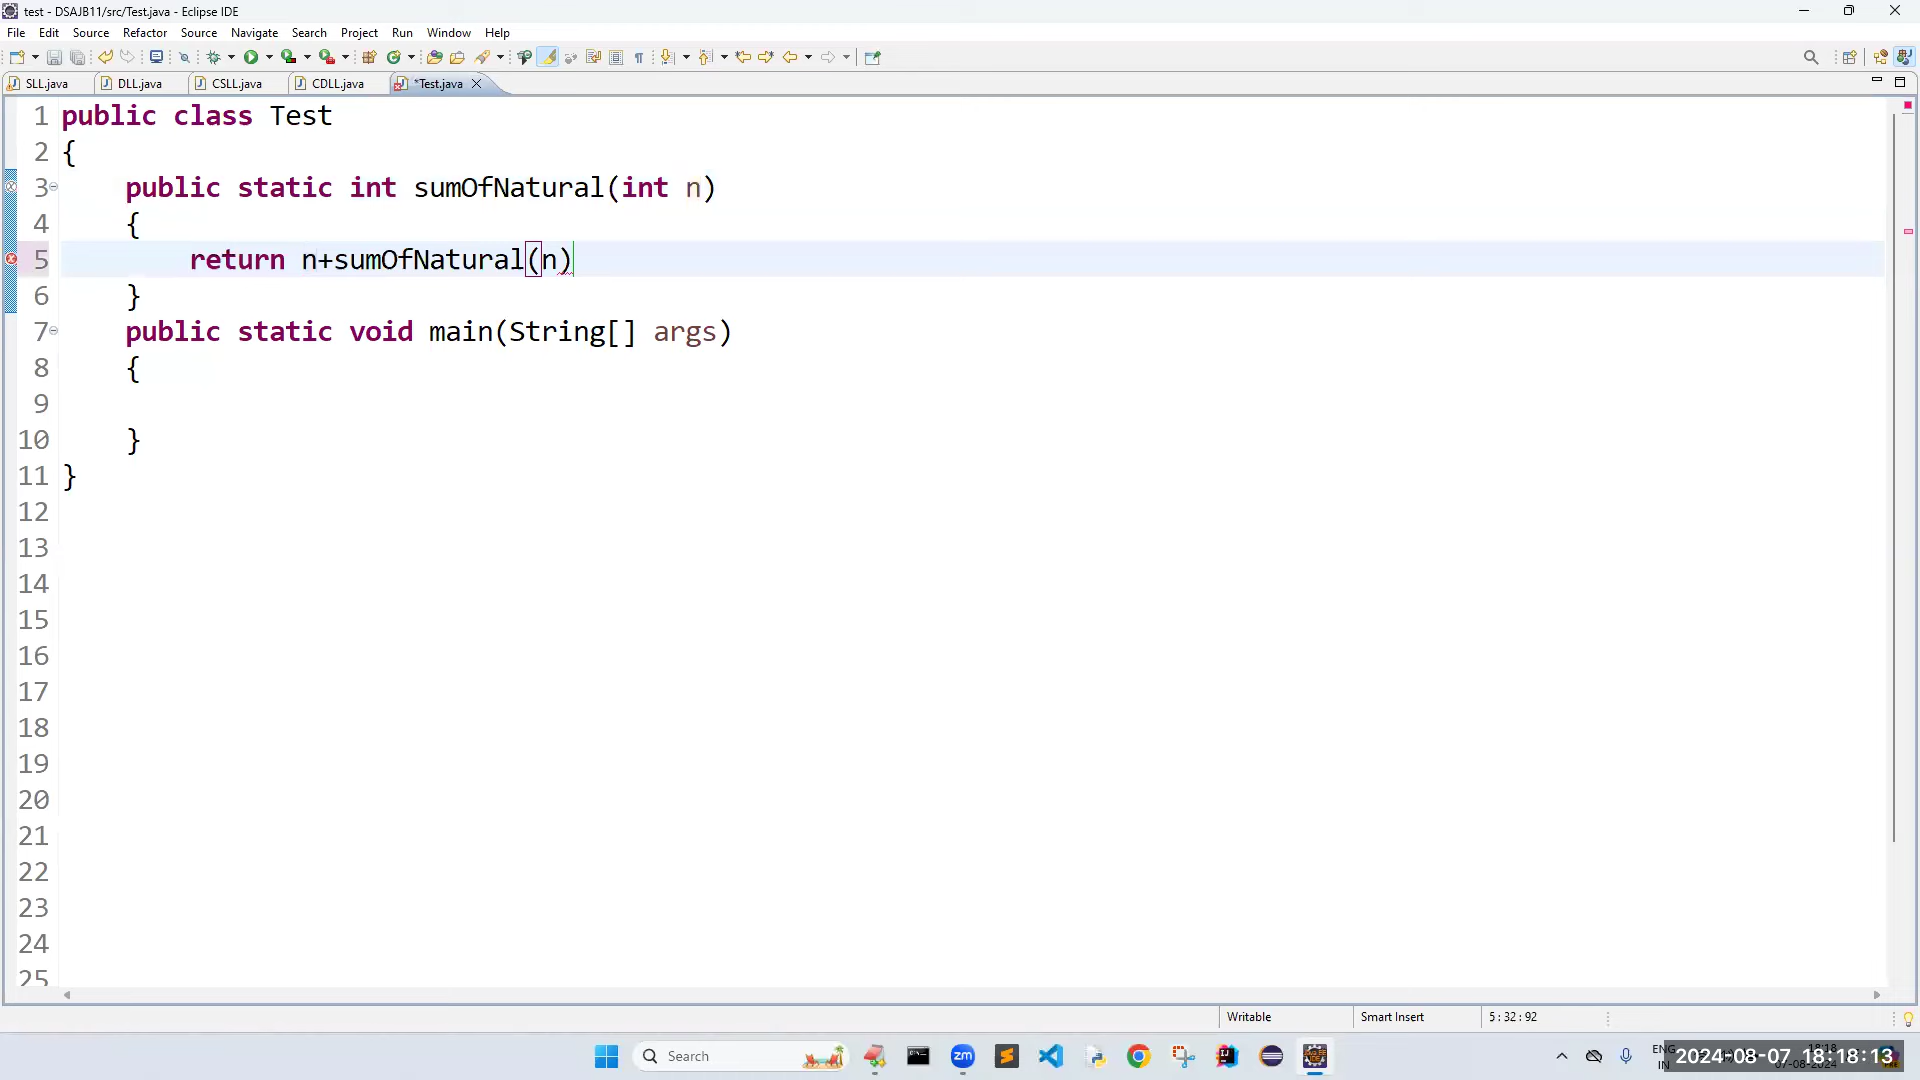 test - DSAJB11/src/Test.java - Eclipse IDE
File Edit Source Refactor Source Navigate Search Project Run Window Help
SLL.java DLL.java CSLL.java CDLL.java *Test.java
1 public class Test
2 {
3 public static int sumOfNatural(int n)
4 {
5 return n+sumOfNatural(n)
6 }
7 public static void main(String[] args)
8 {
9
10 }
11 }
12
13
14
15
16
17
18
19
20
21
22
23
24
25
Writable Smart Insert 5 : 32 : 92
Search
ENG
IN
2024-08-07 18:18:13